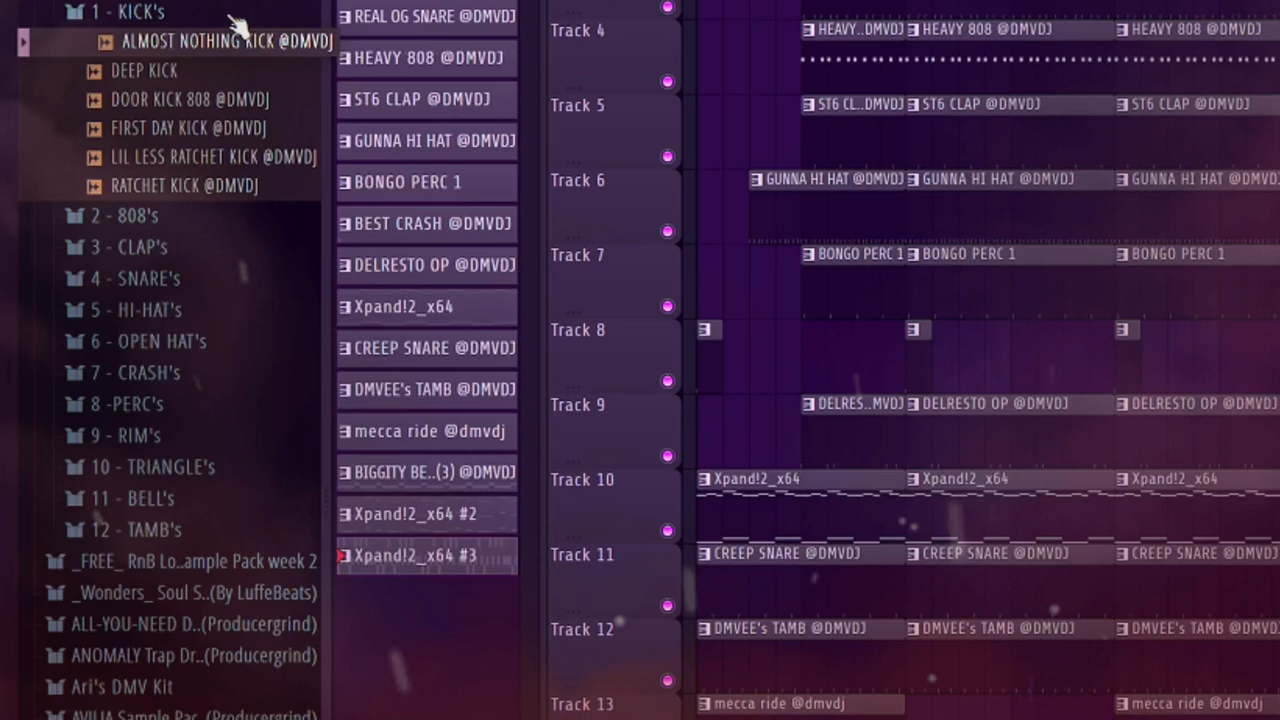 1 - KICK's
ALMOST NOTHING KICK @DMVDJ
DEEP KICK
DOOR KICK 808 @DMVDJ
FIRST DAY KICK @DMVDJ
LIL LESS RATCHET KICK @DMVDJ
RATCHET KICK @DMVDJ
2 - 808's
3 - CLAP's
4 - SNARE's
5 - HI-HAT's
6 - OPEN HAT's
7 - CRASH's
8 -PERC's
9 - RIM's
10 - TRIANGLE's
11 - BELL's
12 - TAMB's
_FREE_ RnB Lo..ample Pack week 2
_Wonders_ Soul S..(By LuffeBeats)
ALL-YOU-NEED D..(Producergrind)
ANOMALY Trap Dr..(Producergrind)
Ari's DMV Kit
AVILIA Sample Pac..(Producergrind)
REAL OG SNARE @DMVDJ
HEAVY 808 @DMVDJ
ST6 CLAP @DMVDJ
GUNNA HI HAT @DMVDJ
BONGO PERC 1
BEST CRASH @DMVDJ
DELRESTO OP @DMVDJ
Xpand!2_x64
CREEP SNARE @DMVDJ
DMVEE's TAMB @DMVDJ
mecca ride @dmvdj
BIGGITY BE..(3) @DMVDJ
Xpand!2_x64 #2
Xpand!2_x64 #3
Track 4
HEAVY..DMVDJ HEAVY 808 @DMVDJ HEAVY 808 @DMVDJ
Track 5
ST6 CL..DMVDJ ST6 CLAP @DMVDJ ST6 CLAP @DMVDJ
Track 6
GUNNA HI HAT @DMVDJ GUNNA HI HAT @DMVDJ GUNNA HI HAT @DMVD
Track 7
BONGO PERC 1 BONGO PERC 1 BONGO PERC 1
Track 8
Track 9
DELRES..MVDJ DELRESTO OP @DMVDJ DELRESTO OP @DMVDJ
Track 10
Xpand!2_x64 Xpand!2_x64 Xpand!2_x64
Track 11
CREEP SNARE @DMVDJ CREEP SNARE @DMVDJ CREEP SNARE @DMVDJ
Track 12
DMVEE's TAMB @DMVDJ DMVEE's TAMB @DMVDJ DMVEE's TAMB @DMVD
Track 13
mecca ride @dmvdj mecca ride @dmvdj